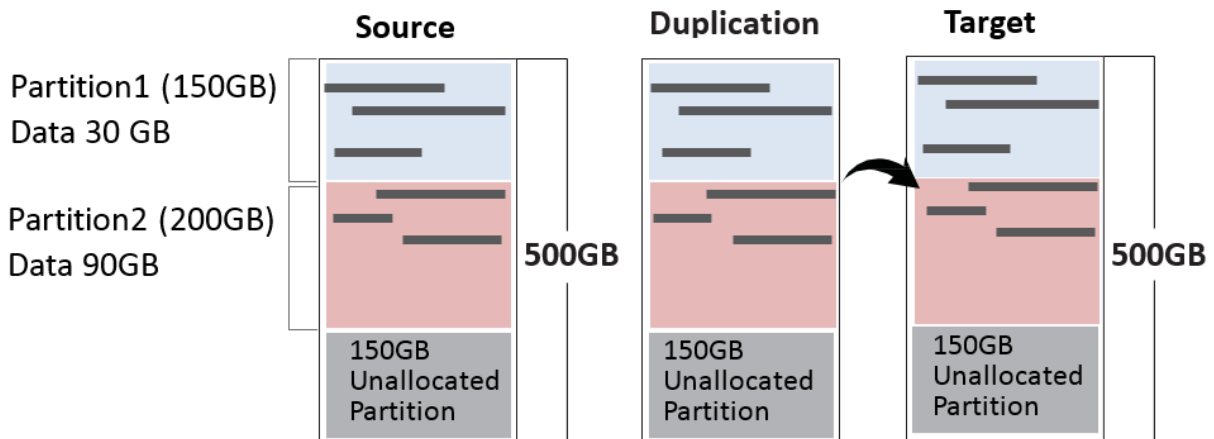 Source
Duplication
Target
Partition1 (150GB)
Data 30 GB
Partition2 (200GB)
Data 90GB
500GB
500GB
150GB
Unallocated
Partition
150GB
Unallocated
Partition
150GB
Unallocated
Partition